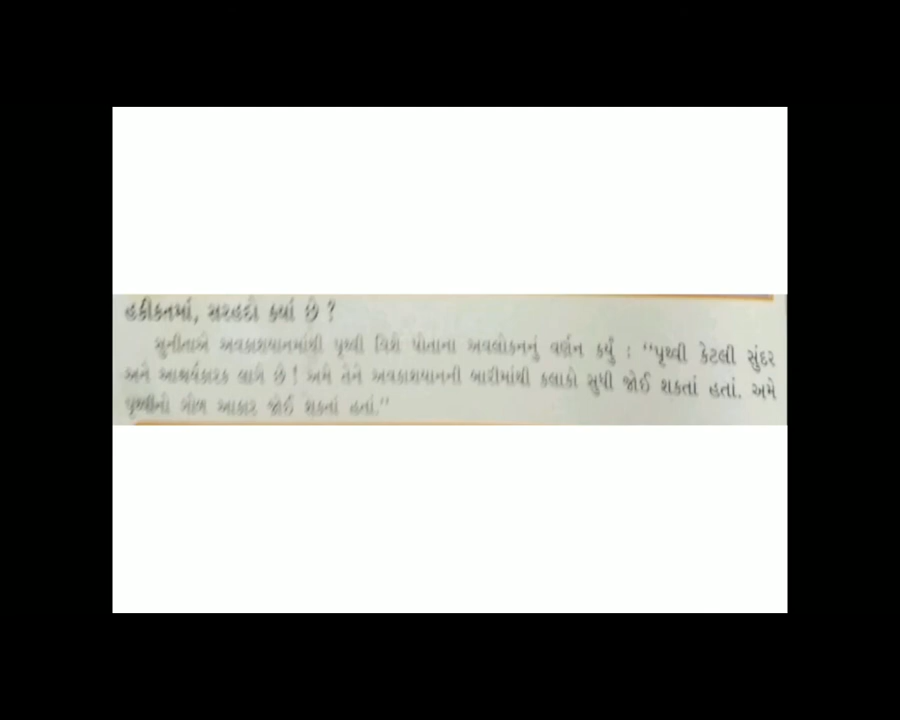 હકીકતમાં, સરહદો ક્યાં છે ?
સુનીતાએ અવકાશયાનમાંથી પૃથ્વી વિશે પોતાના અવલોકનનું વર્ણન કર્યું : "પૃથ્વી કેટલી સુંદર
અને આશ્ચર્યકારક લાગે છે ! અમે તેને અવકાશયાનની બારીમાંથી કલાકો સુધી જોઈ શકતાં હતાં. અમે
પૃથ્વીનો ગોળ આકાર જોઈ શકતાં હતાં."